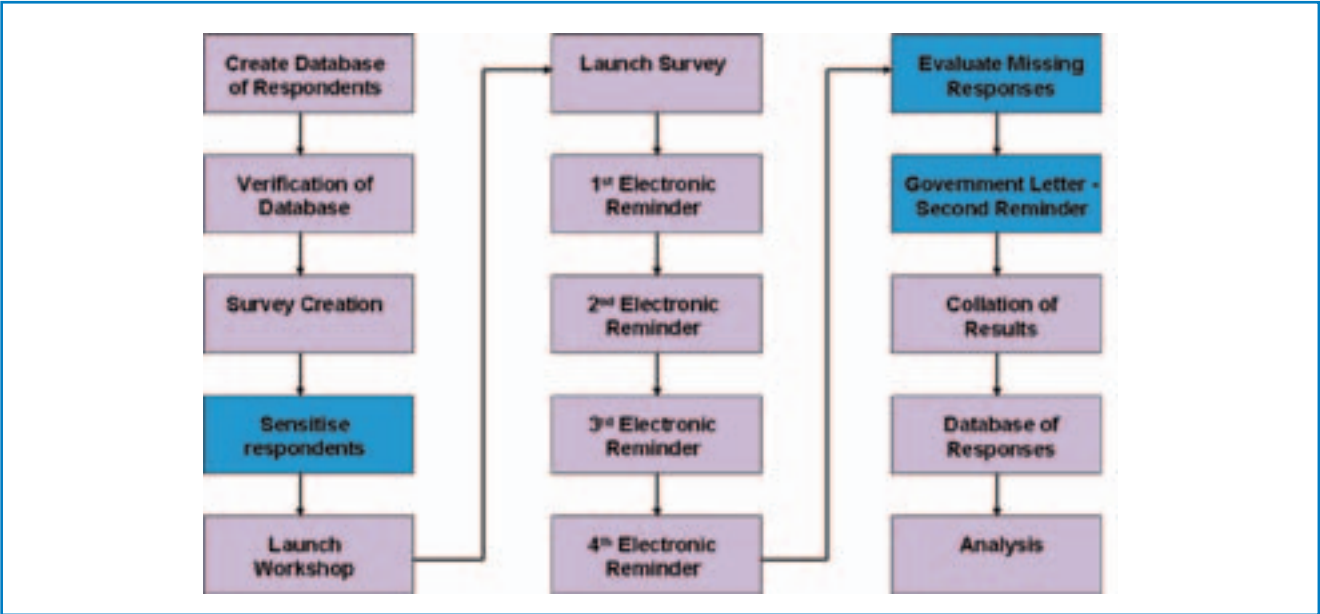 Create Database
of Respondents
Verification of
Database
Survey Creation
Sensitise
respondents
Launch
Workshop
Launch Survey
1st Electronic
Reminder
2nd Electronic
Reminder
3rd Electronic
Reminder
4th Electronic
Reminder
Evaluate Missing
Responses
Government Letter -
Second Reminder
Collation of
Results
Database of
Responses
Analysis